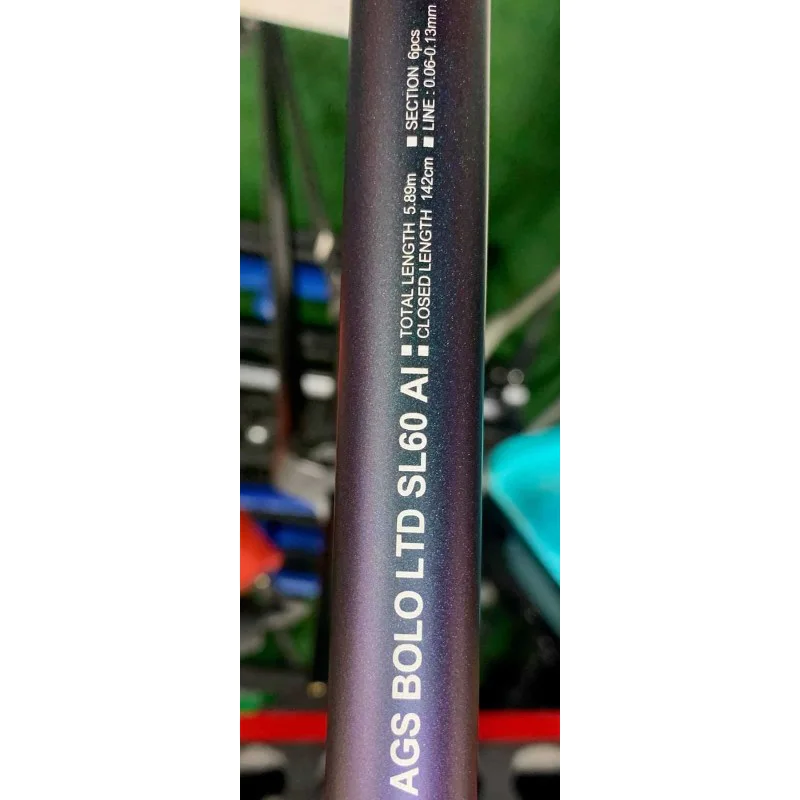 AGS BOLO LTD SL60 AI
■ TOTAL LENGTH 5.89m ■ SECTION 6pcs
■ CLOSED LENGTH 142cm ■ LINE : 0.06-0.13mm